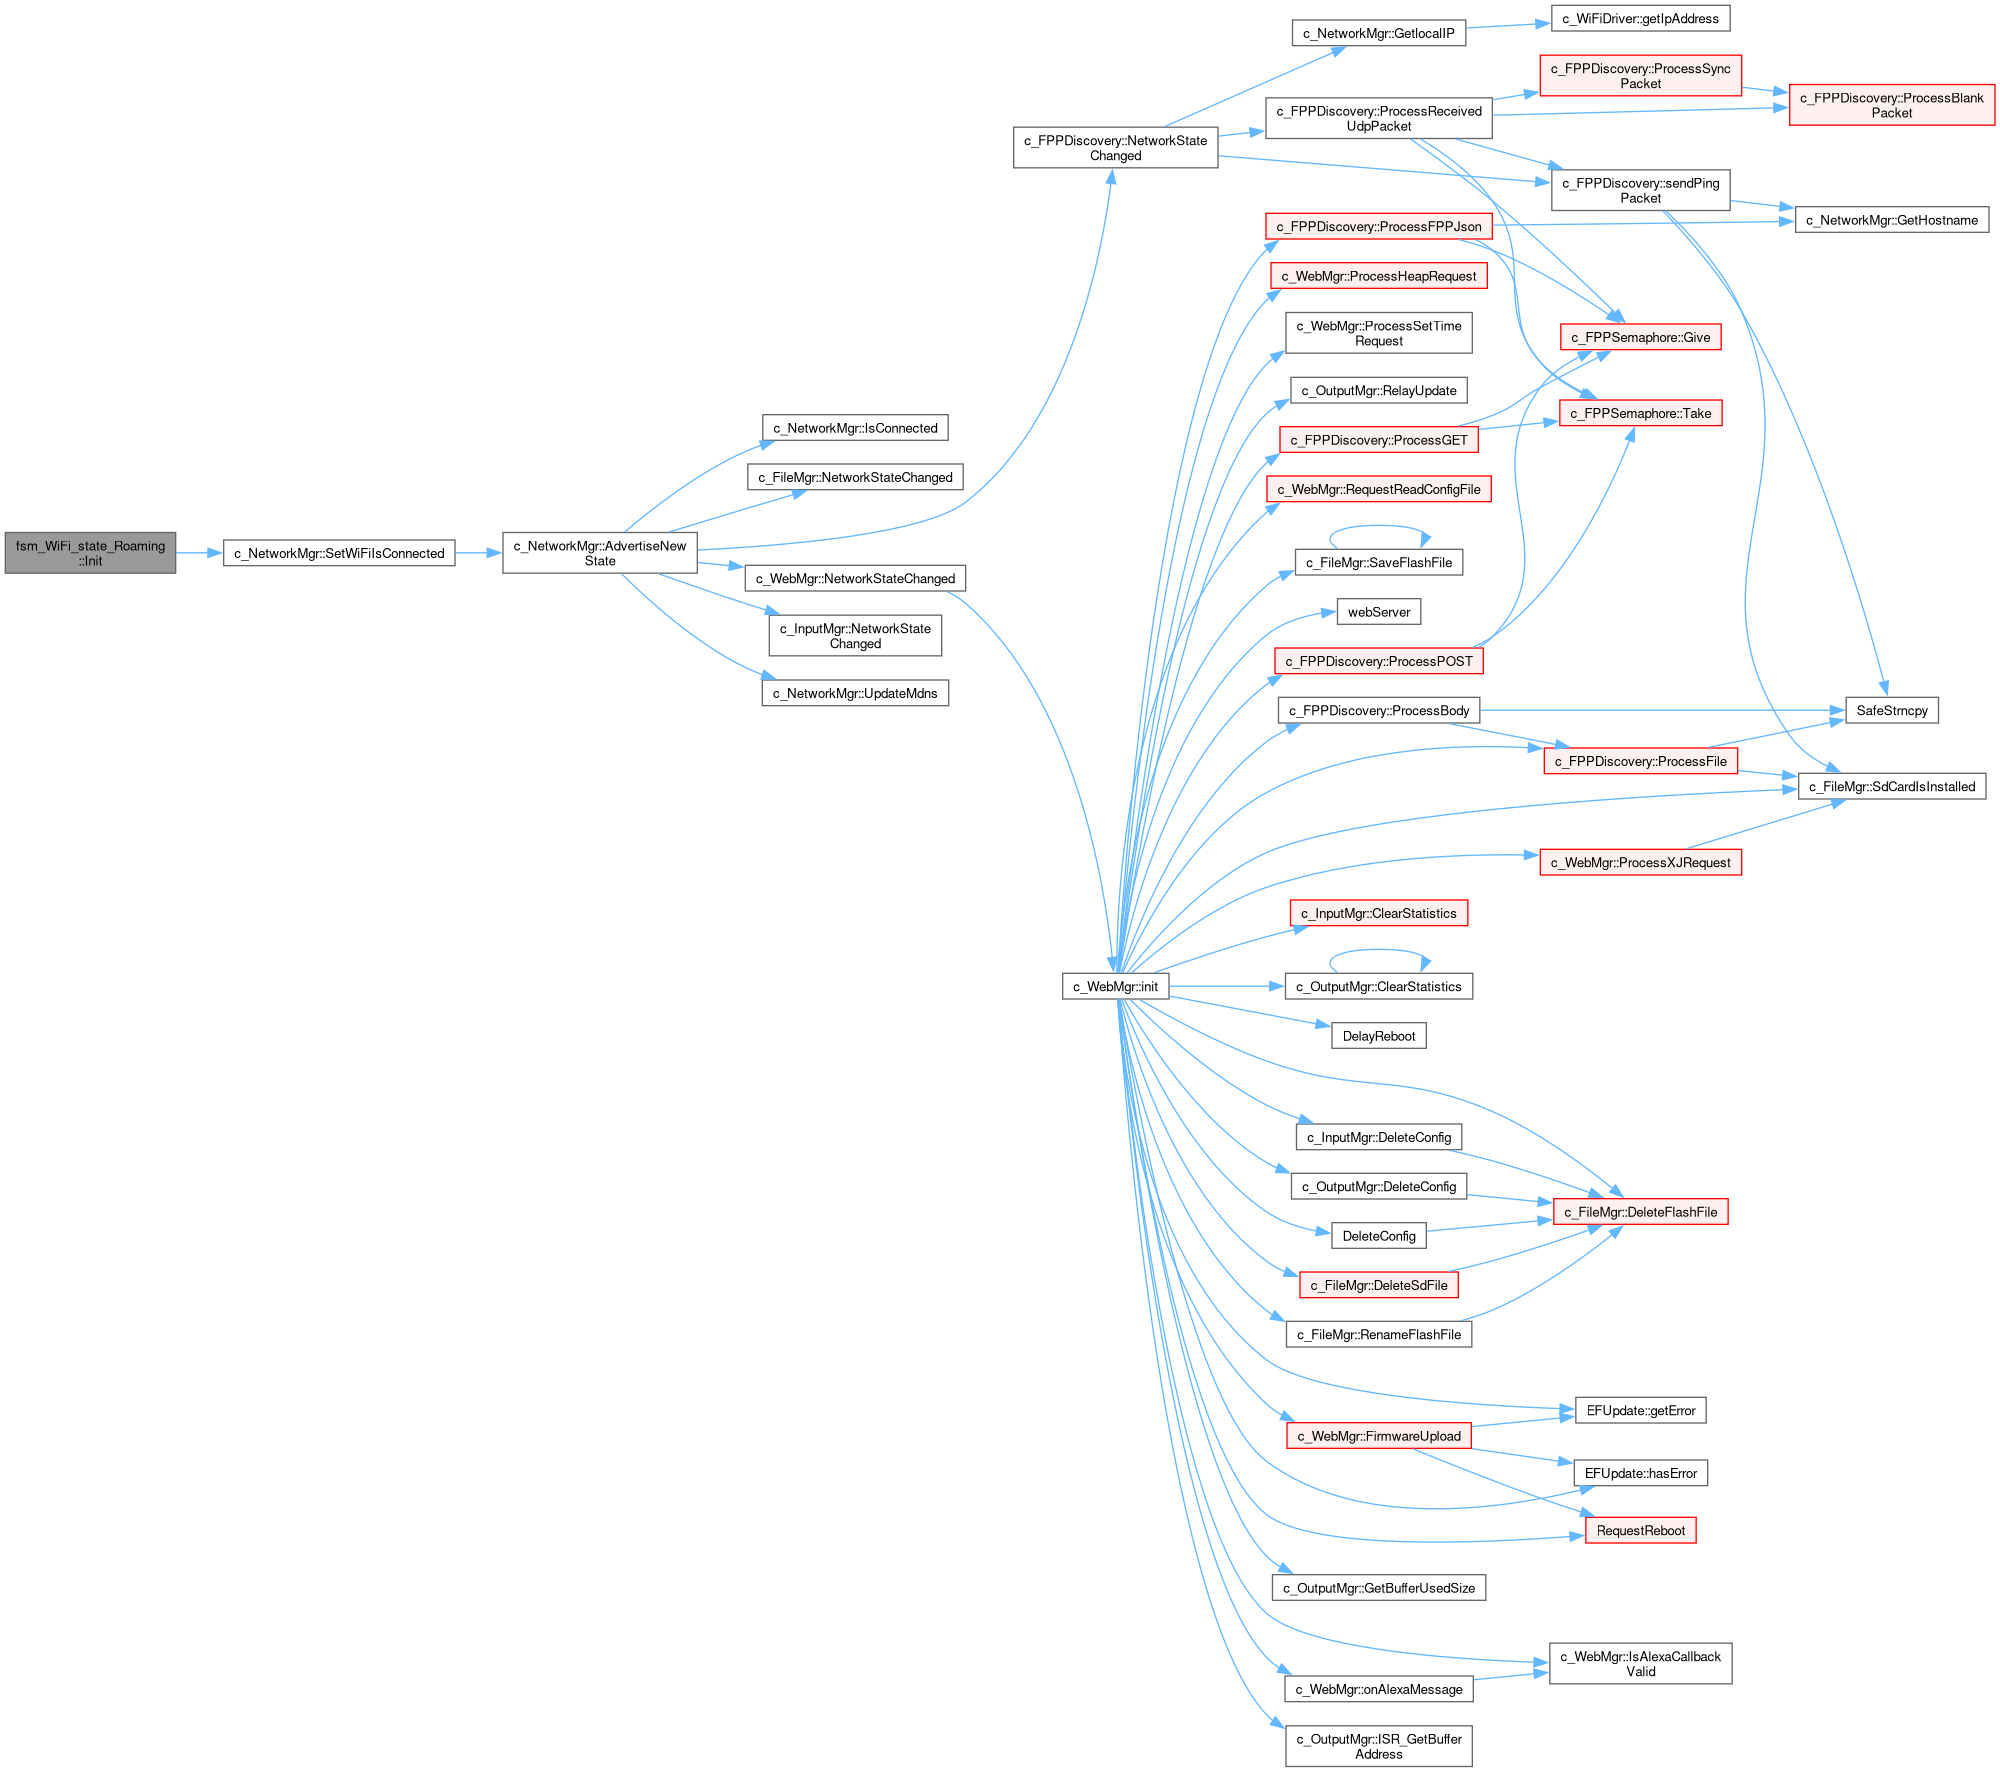 fsm_WiFi_state_Roaming
::Init
c_NetworkMgr::SetWiFiIsConnected
c_NetworkMgr::AdvertiseNew
State
c_NetworkMgr::IsConnected
c_FileMgr::NetworkStateChanged
c_WebMgr::NetworkStateChanged
c_InputMgr::NetworkState
Changed
c_NetworkMgr::UpdateMdns
c_FPPDiscovery::NetworkState
Changed
c_WebMgr::init
c_NetworkMgr::GetlocalIP
c_FPPDiscovery::ProcessReceived
UdpPacket
c_FPPDiscovery::ProcessFPPJson
c_WebMgr::ProcessHeapRequest
c_WebMgr::ProcessSetTime
Request
c_OutputMgr::RelayUpdate
c_FPPDiscovery::ProcessGET
c_WebMgr::RequestReadConfigFile
c_FileMgr::SaveFlashFile
webServer
c_FPPDiscovery::ProcessPOST
c_FPPDiscovery::ProcessBody
c_InputMgr::ClearStatistics
c_OutputMgr::ClearStatistics
DelayReboot
c_InputMgr::DeleteConfig
c_OutputMgr::DeleteConfig
DeleteConfig
c_FileMgr::DeleteSdFile
c_FileMgr::RenameFlashFile
c_WebMgr::FirmwareUpload
c_OutputMgr::GetBufferUsedSize
c_WebMgr::onAlexaMessage
c_OutputMgr::ISR_GetBuffer
Address
c_WiFiDriver::getIpAddress
c_FPPDiscovery::ProcessSync
Packet
c_FPPDiscovery::sendPing
Packet
c_FPPSemaphore::Give
c_FPPSemaphore::Take
c_FPPDiscovery::ProcessFile
c_WebMgr::ProcessXJRequest
c_FileMgr::DeleteFlashFile
EFUpdate::getError
EFUpdate::hasError
RequestReboot
c_WebMgr::IsAlexaCallback
Valid
c_FPPDiscovery::ProcessBlank
Packet
c_NetworkMgr::GetHostname
SafeStrncpy
c_FileMgr::SdCardIsInstalled